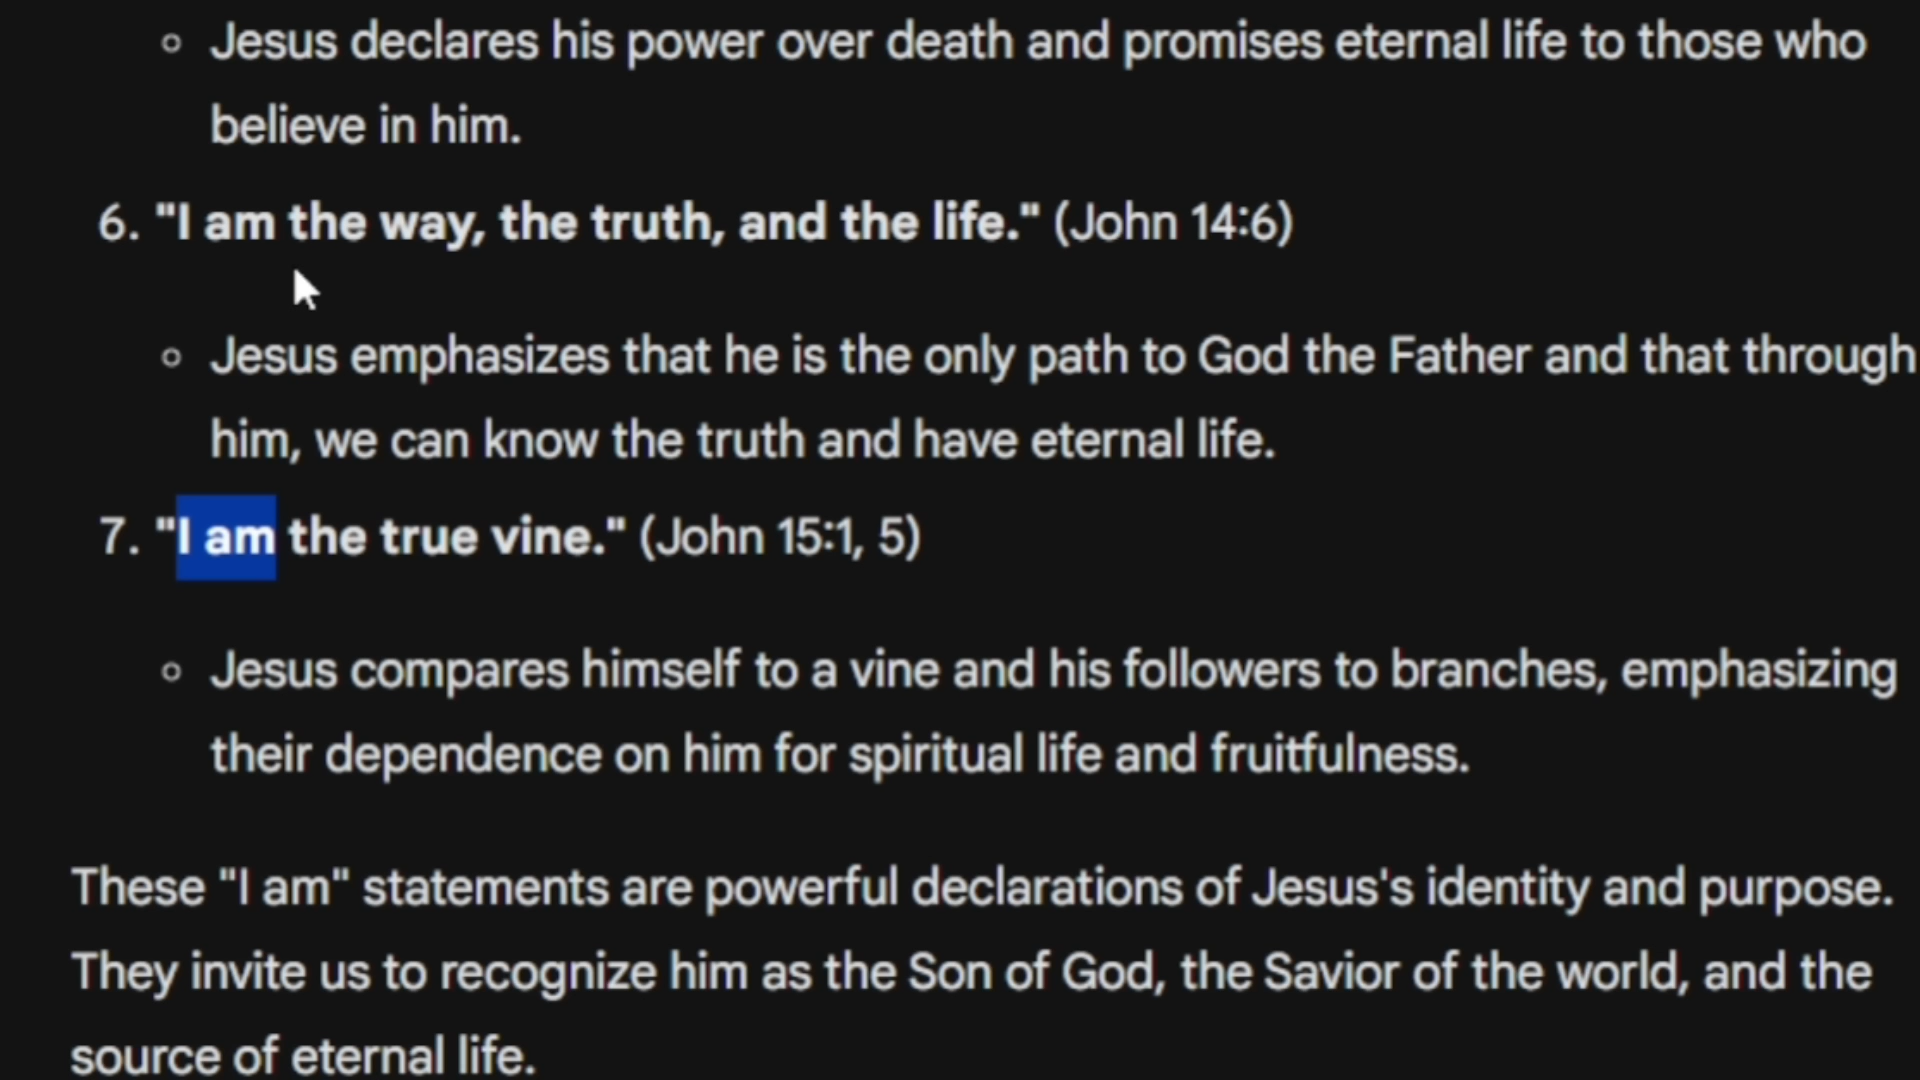 Jesus declares his power over death and promises eternal life to those who
believe in him.
6. "I am the way, the truth, and the life." (John 14:6)
Jesus emphasizes that he is the only path to God the Father and that through
him, we can know the truth and have eternal life.
7. "I am the true vine." (John 15:1, 5)
Jesus compares himself to a vine and his followers to branches, emphasizing
their dependence on him for spiritual life and fruitfulness.
These "I am" statements are powerful declarations of Jesus's identity and purpose.
They invite us to recognize him as the Son of God, the Savior of the world, and the
source of eternal life.